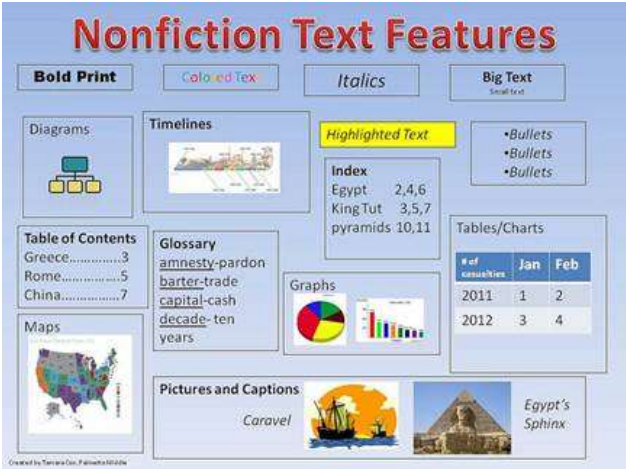 Nonfiction Text Features
Bold Print
Colored Text
Italics
Big Text
Small text
Diagrams
Timelines
Highlighted Text
•Bullets
•Bullets
•Bullets
Index
Egypt 2,4,6
King Tut 3,5,7
pyramids 10,11
Table of Contents
Greece..............3
Rome...............5
China...............7
Glossary
amnesty-pardon
barter-trade
capital-cash
decade- ten
years
Graphs
Tables/Charts
# of casualties Jan Feb
2011 1 2
2012 3 4
Maps
Pictures and Captions
Caravel
Egypt's
Sphinx
Created by Tamara Cox, Palmetto Middle